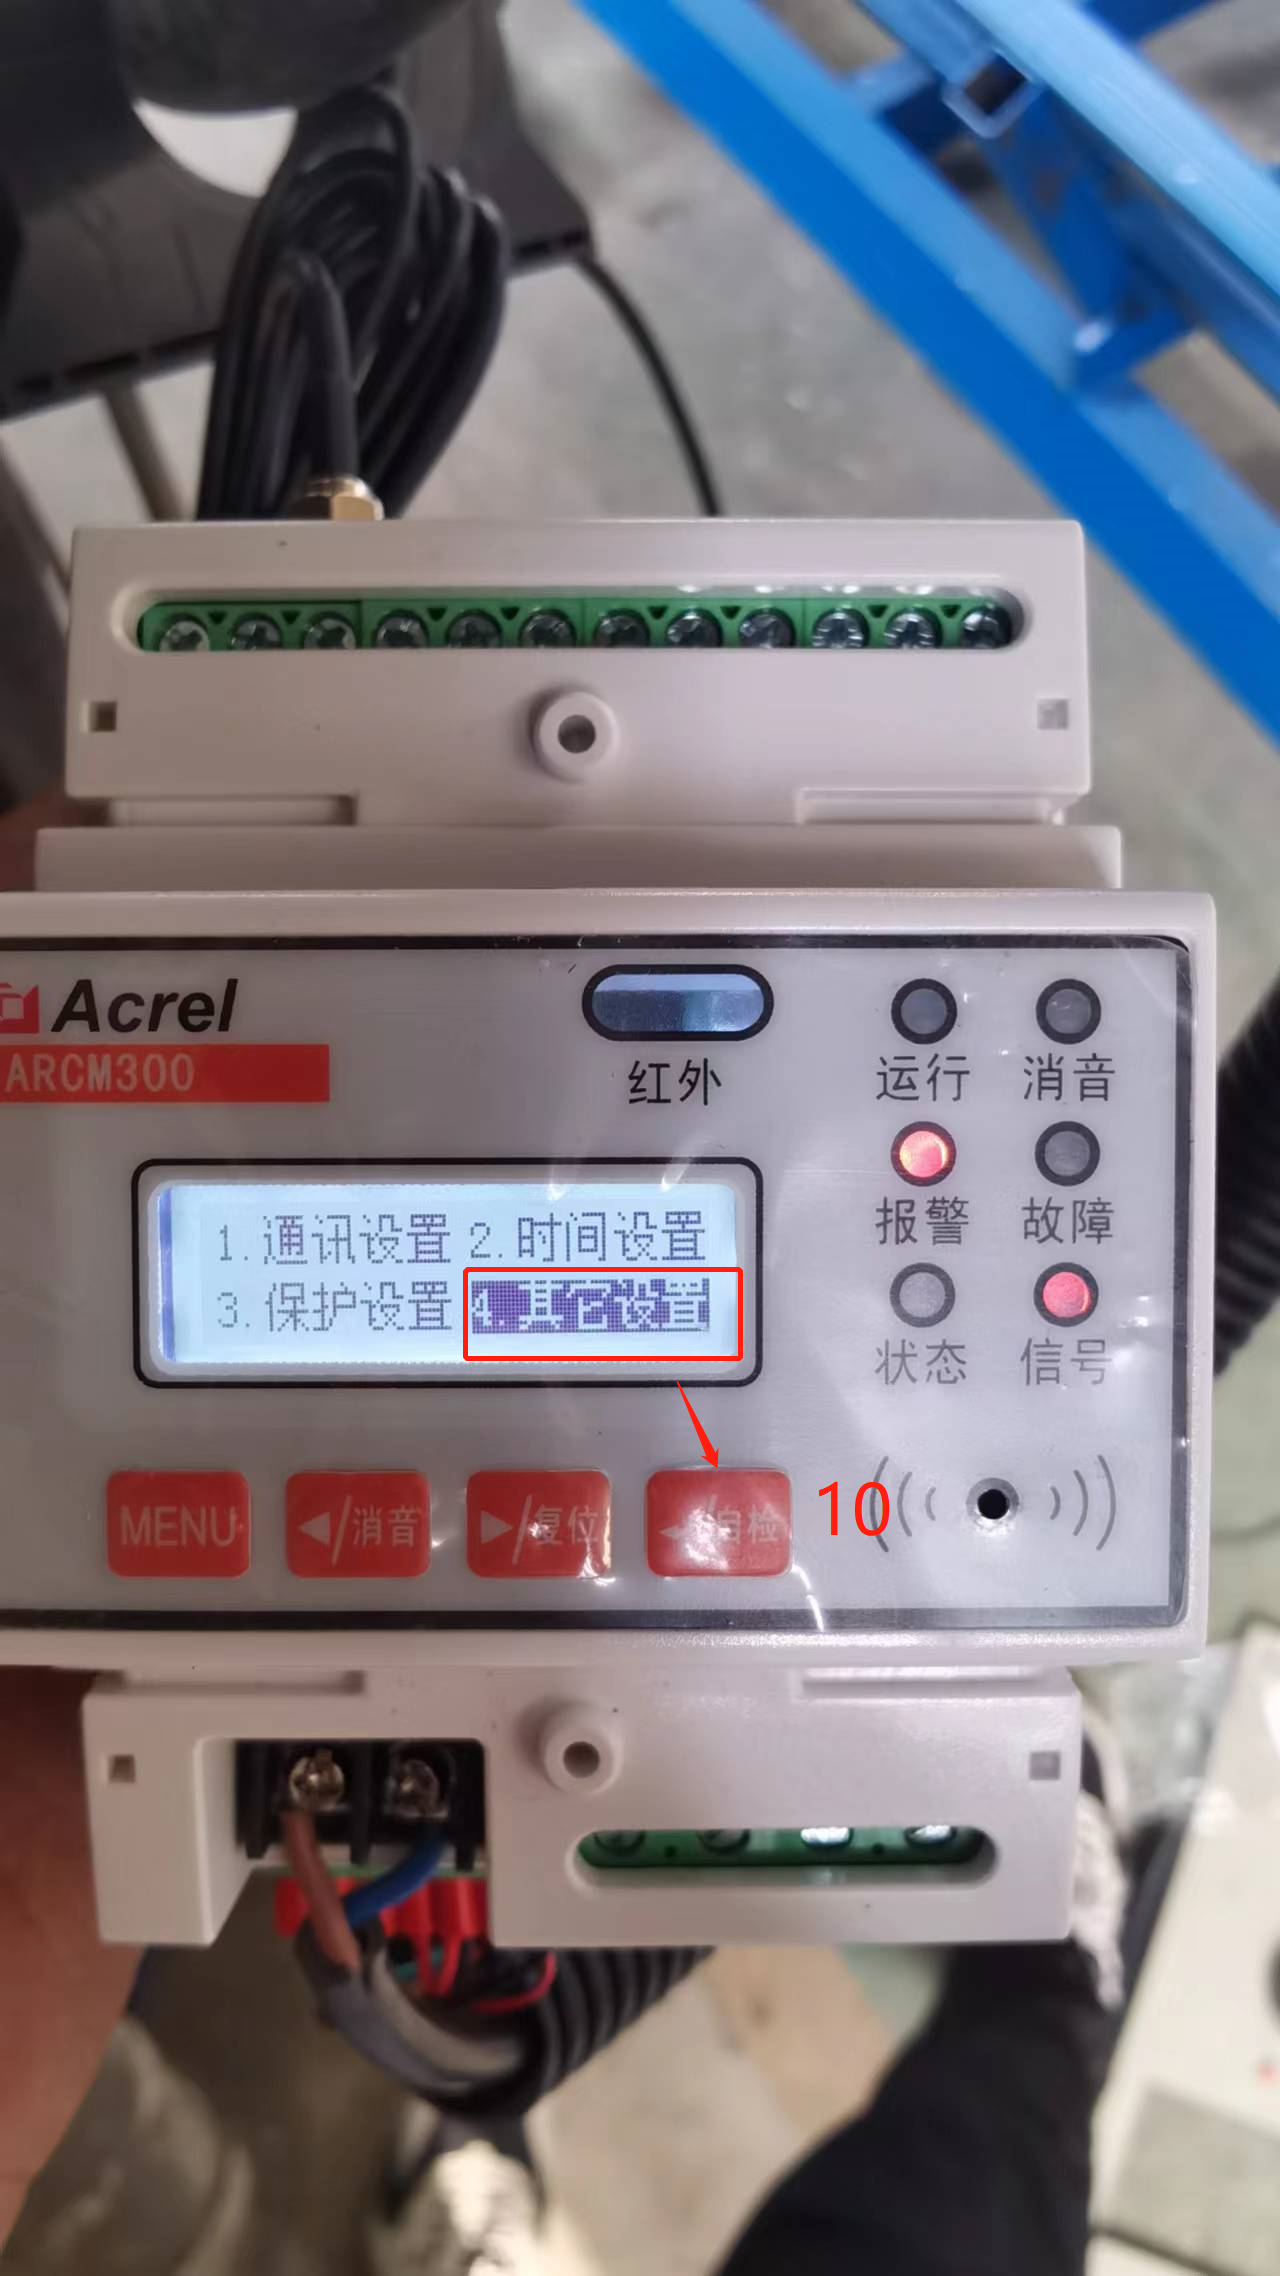 Acrel
ARCM300
红外
运行 消音
报警 故障
状态 信号
1.通讯设置 2.时间设置
3.保护设置 4.其它设置
MENU
◀/消音
▶/复位
↵/自检
10